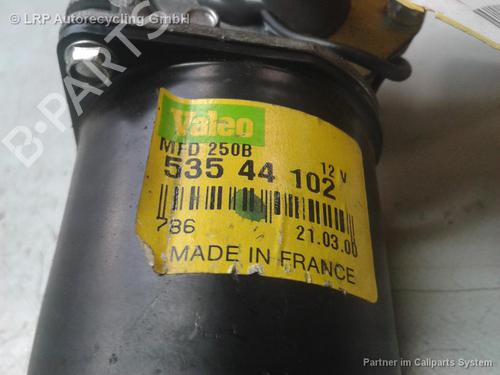 © LRP Autorecycling GmbH
B-PARTS
Valeo
MFD 250B
12 V
535 44 102
786
21.03.00
MADE IN FRANCE
Partner im Callparts System